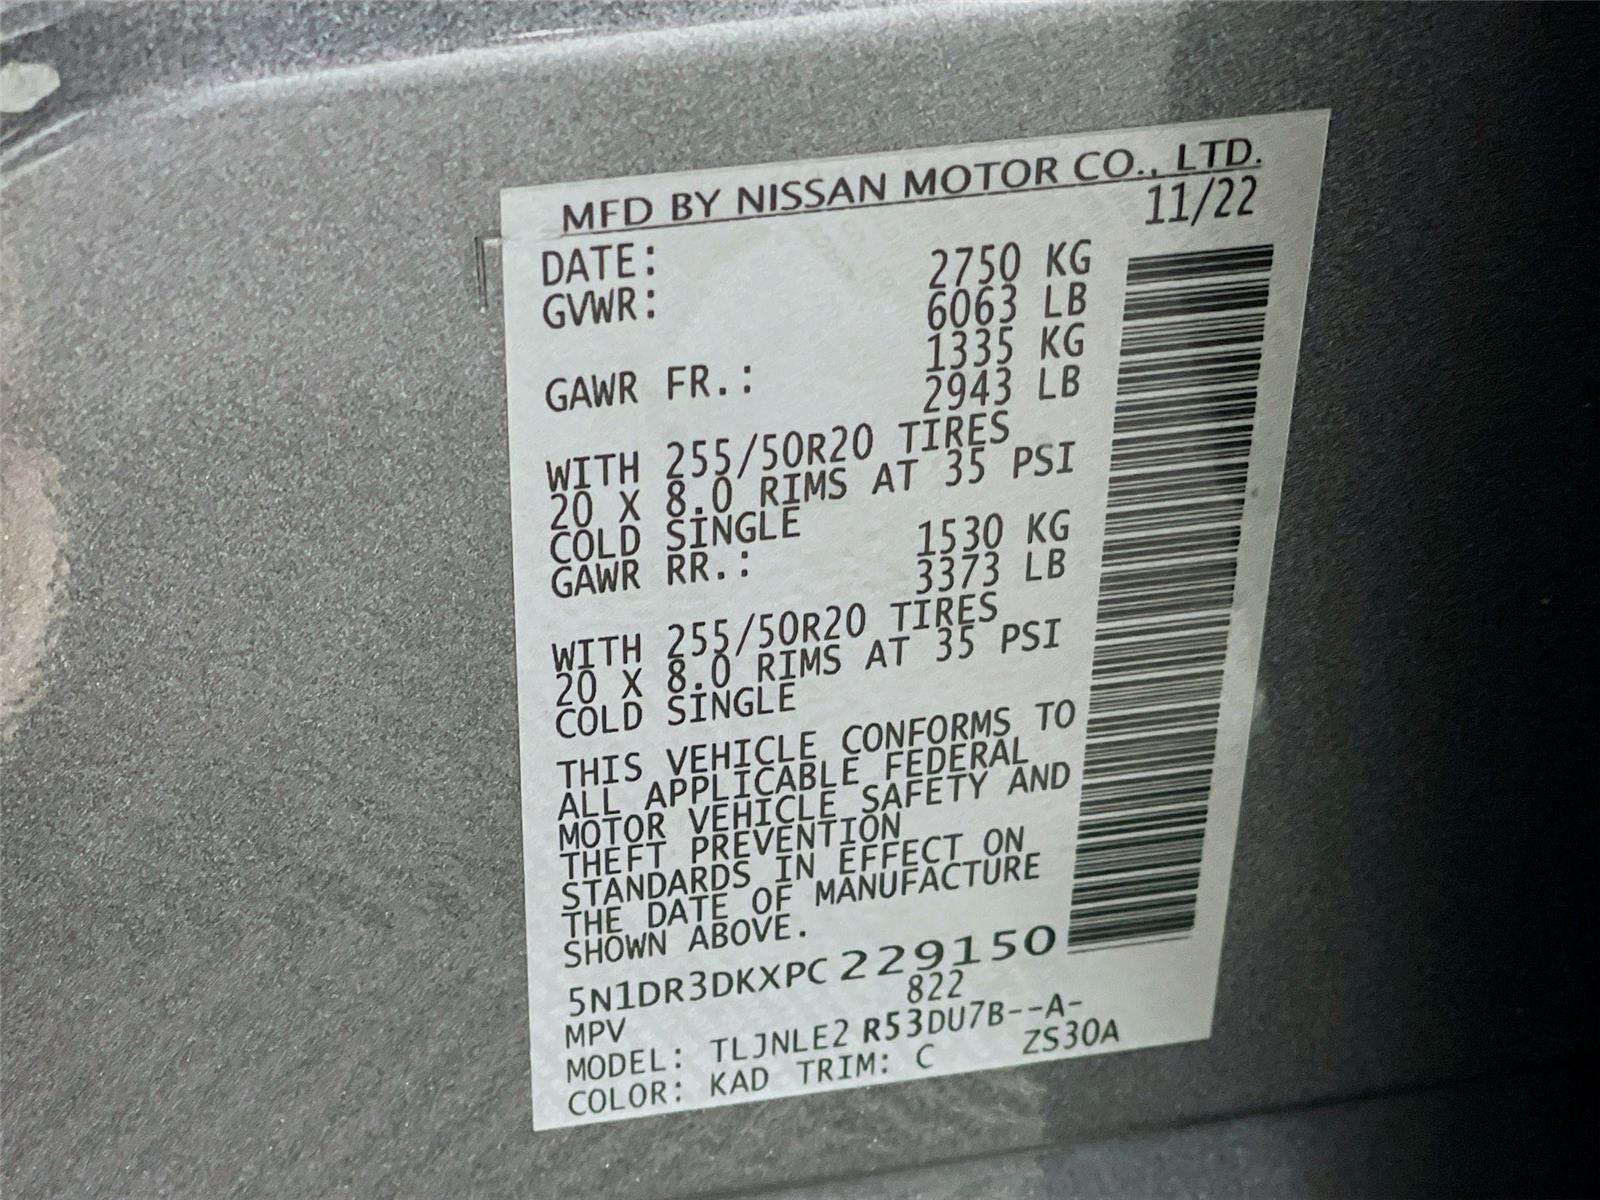 MFD BY NISSAN MOTOR CO., LTD.
DATE: 11/22
GVWR: 2750 KG
6063 LB
GAWR FR.: 1335 KG
2943 LB
WITH 255/50R20 TIRES
20 X 8.0 RIMS AT 35 PSI
COLD SINGLE
GAWR RR.: 1530 KG
3373 LB
WITH 255/50R20 TIRES
20 X 8.0 RIMS AT 35 PSI
COLD SINGLE
THIS VEHICLE CONFORMS TO
ALL APPLICABLE FEDERAL
MOTOR VEHICLE SAFETY AND
THEFT PREVENTION
STANDARDS IN EFFECT ON
THE DATE OF MANUFACTURE
SHOWN ABOVE.
5N1DR3DKXPC229150
MPV 822
MODEL: TLJNLE2 R53DU7B--A-
COLOR: KAD TRIM: C ZS30A